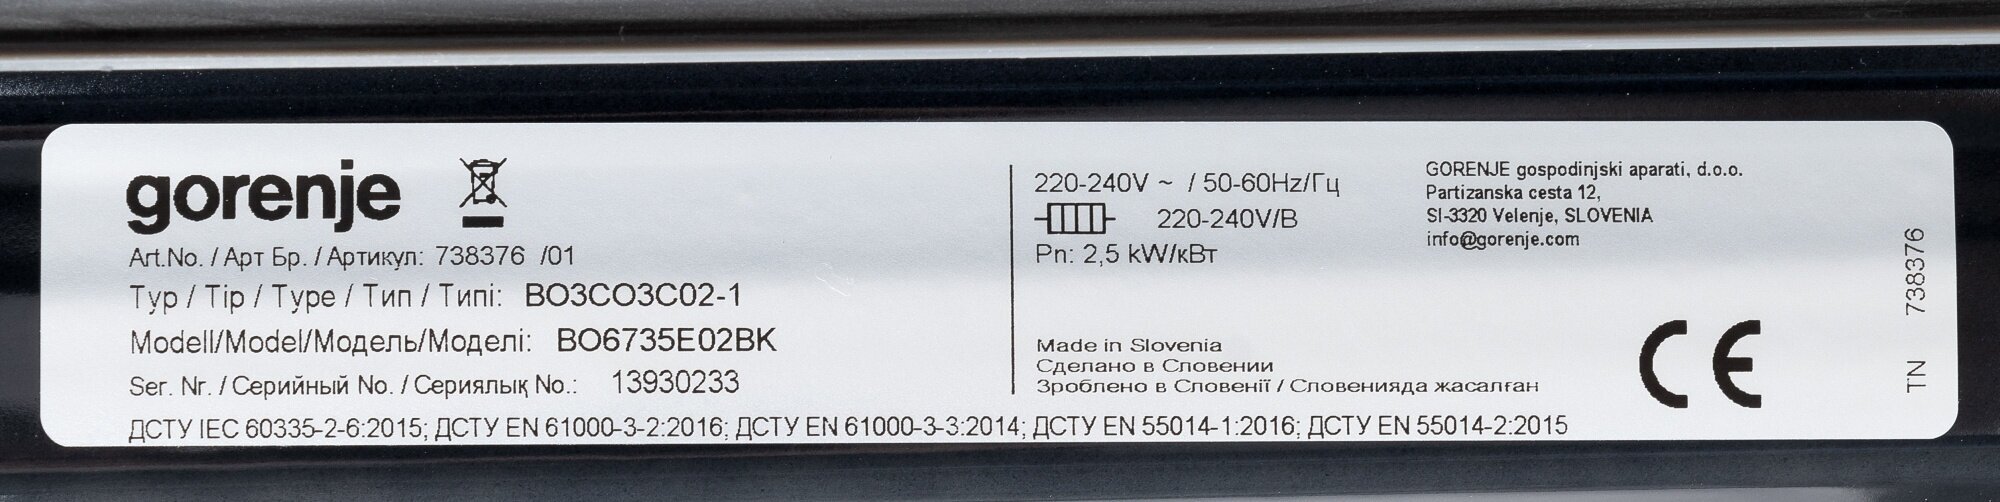 gorenje
Art.No. / Арт Бр. / Артикул: 738376 /01
Typ / Tip / Type / Тип / Типі: BO3CO3C02-1
Modell/Model/Модель/Моделі: BO6735E02BK
Ser. Nr. / Серийный No. / Сериялық No.: 13930233
ДСТУ IEC 60335-2-6:2015; ДСТУ EN 61000-3-2:2016; ДСТУ EN 61000-3-3:2014; ДСТУ EN 55014-1:2016; ДСТУ EN 55014-2:2015
220-240V ~ / 50-60Hz/Гц
220-240V/В
Pn: 2,5 kW/кВт
Made in Slovenia
Сделано в Словении
Зроблено в Словенії / Словенияда жасалған
GORENJE gospodinjski aparati, d.o.o.
Partizanska cesta 12,
SI-3320 Velenje, SLOVENIA
info@gorenje.com
CE
TN 738376